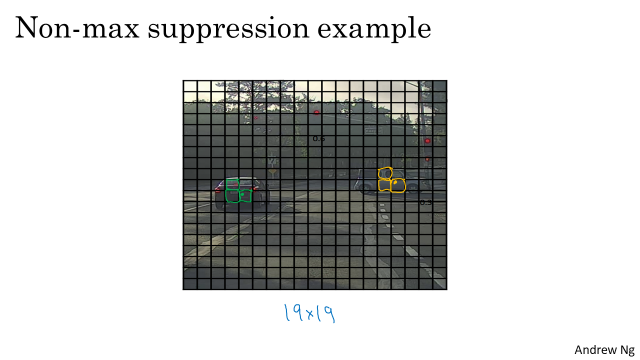 Non-max suppression example
19x19
Andrew Ng